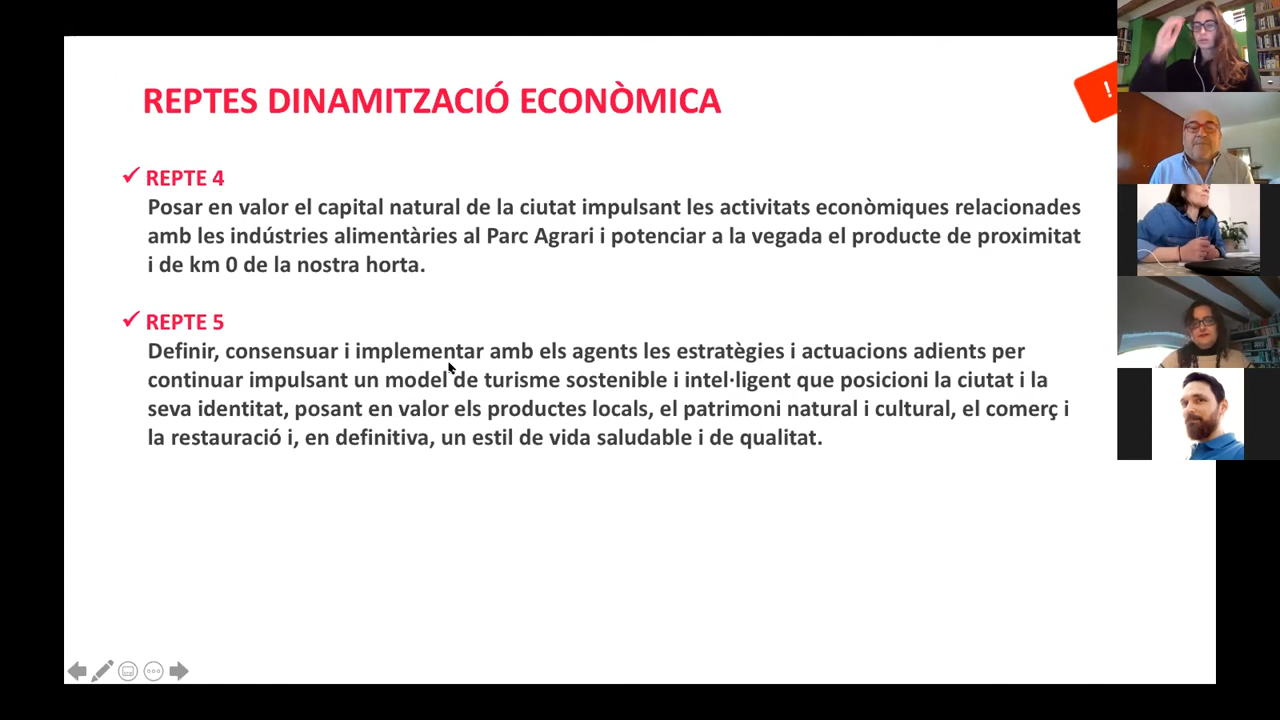 REPTES DINAMITZACIÓ ECONÒMICA
!
REPTE 4
Posar en valor el capital natural de la ciutat impulsant les activitats econòmiques relacionades
amb les indústries alimentàries al Parc Agrari i potenciar a la vegada el producte de proximitat
i de km 0 de la nostra horta.
REPTE 5
Definir, consensuar i implementar amb els agents les estratègies i actuacions adients per
continuar impulsant un model de turisme sostenible i intel·ligent que posicioni la ciutat i la
seva identitat, posant en valor els productes locals, el patrimoni natural i cultural, el comerç i
la restauració i, en definitiva, un estil de vida saludable i de qualitat.